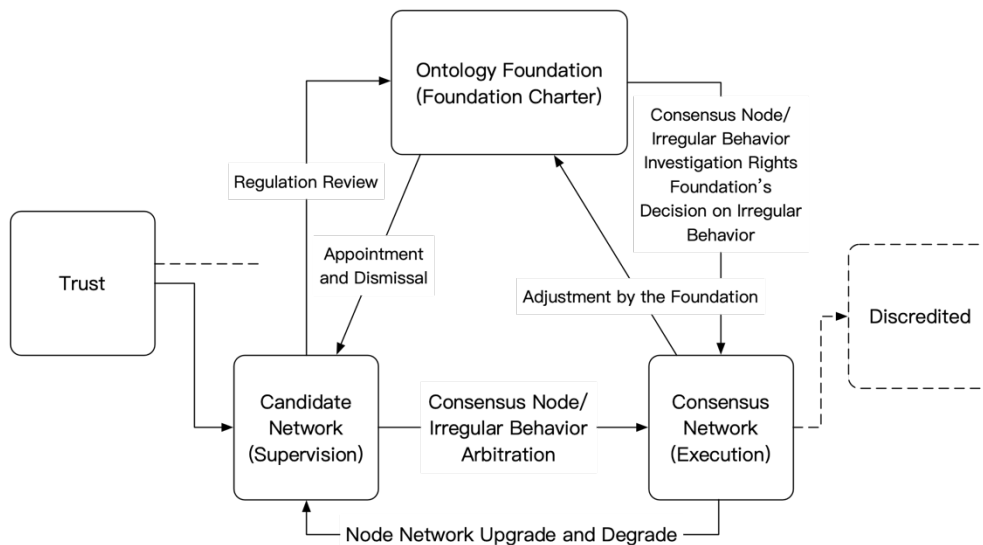 Ontology Foundation
(Foundation Charter)
Consensus Node/
Irregular Behavior
Investigation Rights
Foundation's
Decision on Irregular
Behavior
Regulation Review
Appointment
and Dismissal
Trust
Adjustment by the Foundation
Discredited
Candidate
Network
(Supervision)
Consensus Node/
Irregular Behavior
Arbitration
Consensus
Network
(Execution)
Node Network Upgrade and Degrade